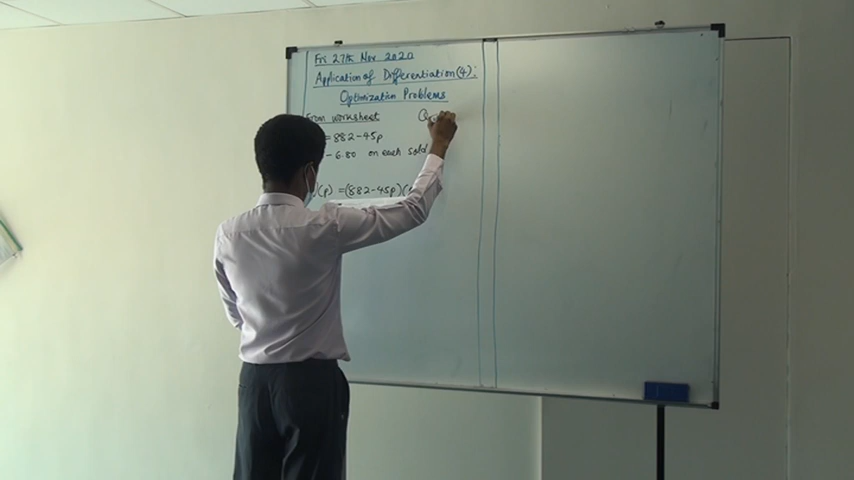 Fri 27th Nov 2020
Application of Differentiation (4):
Optimization Problems
From worksheet
= 882-45p
- 6.80 on each sold
(p) = (882-45p)(